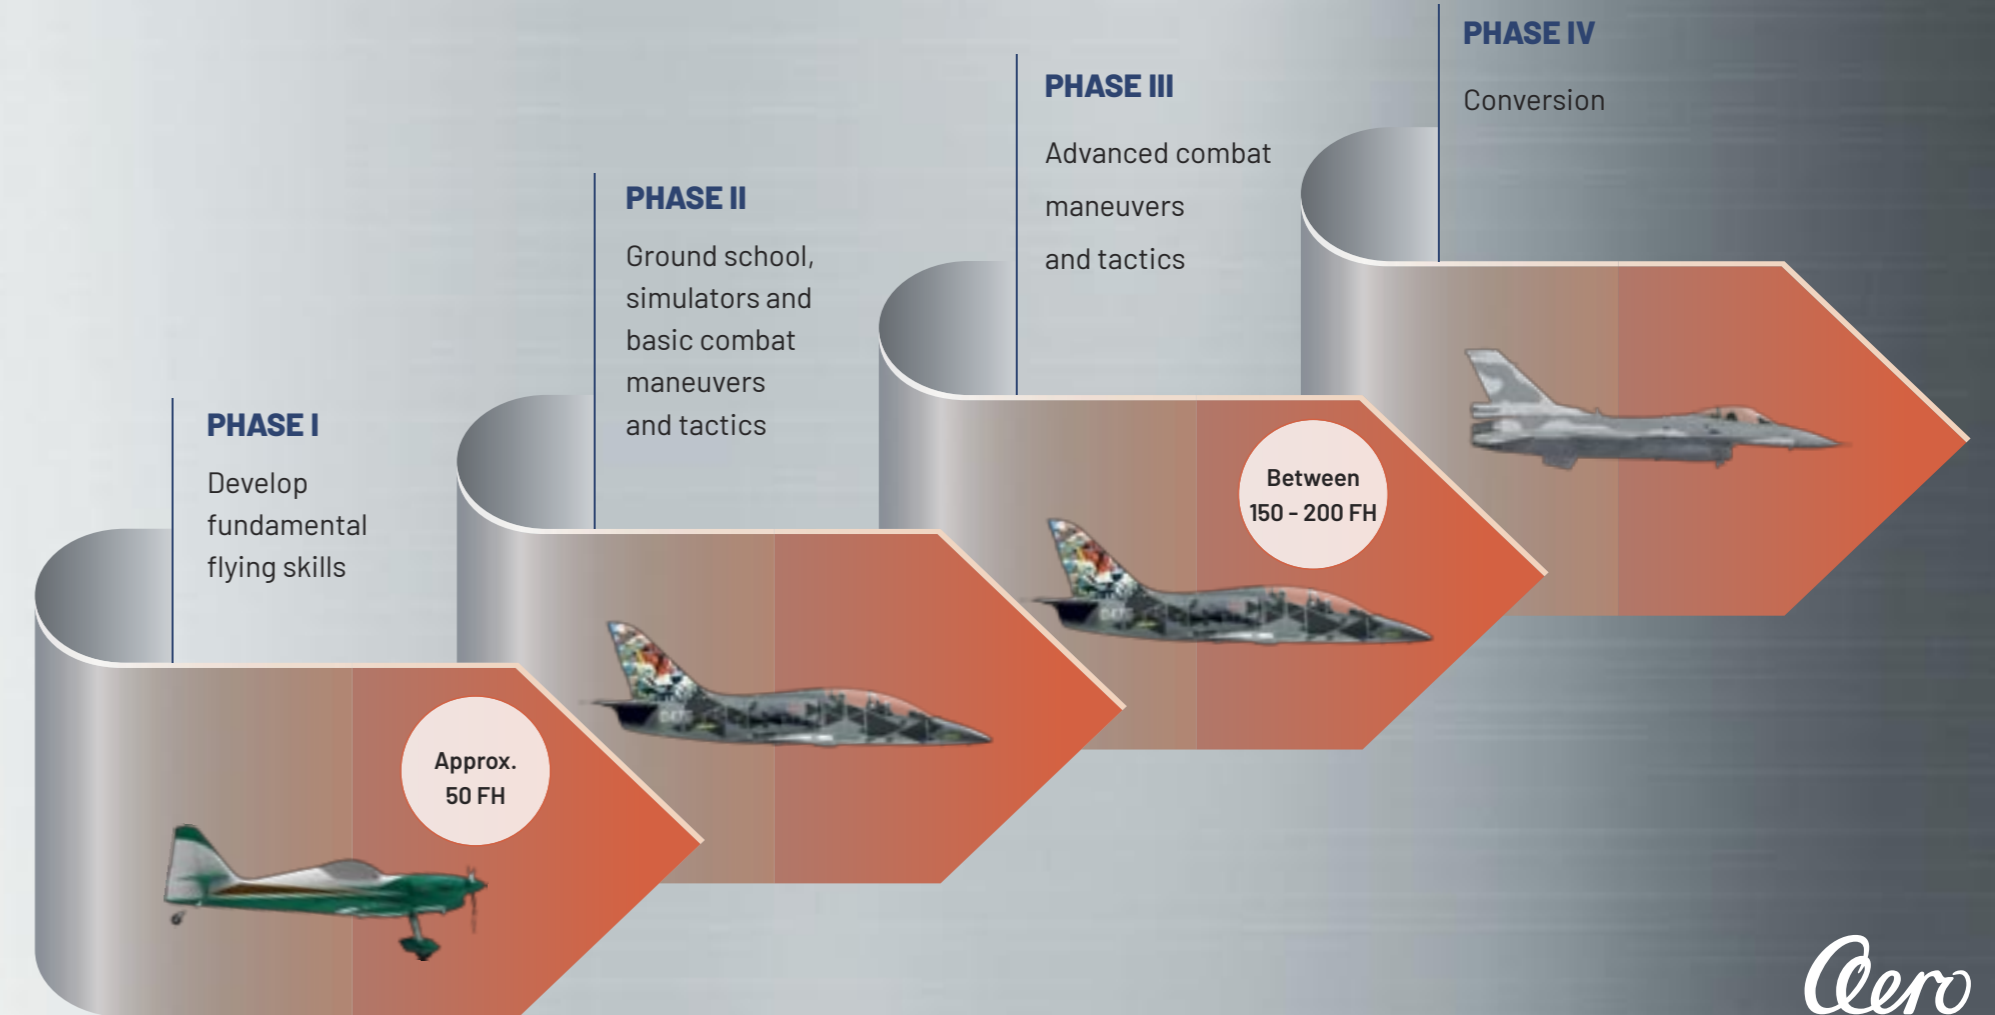 PHASE I
Develop
fundamental
flying skills
Approx.
50 FH
PHASE II
Ground school,
simulators and
basic combat
maneuvers
and tactics
PHASE III
Advanced combat
maneuvers
and tactics
Between
150 - 200 FH
PHASE IV
Conversion
Aero